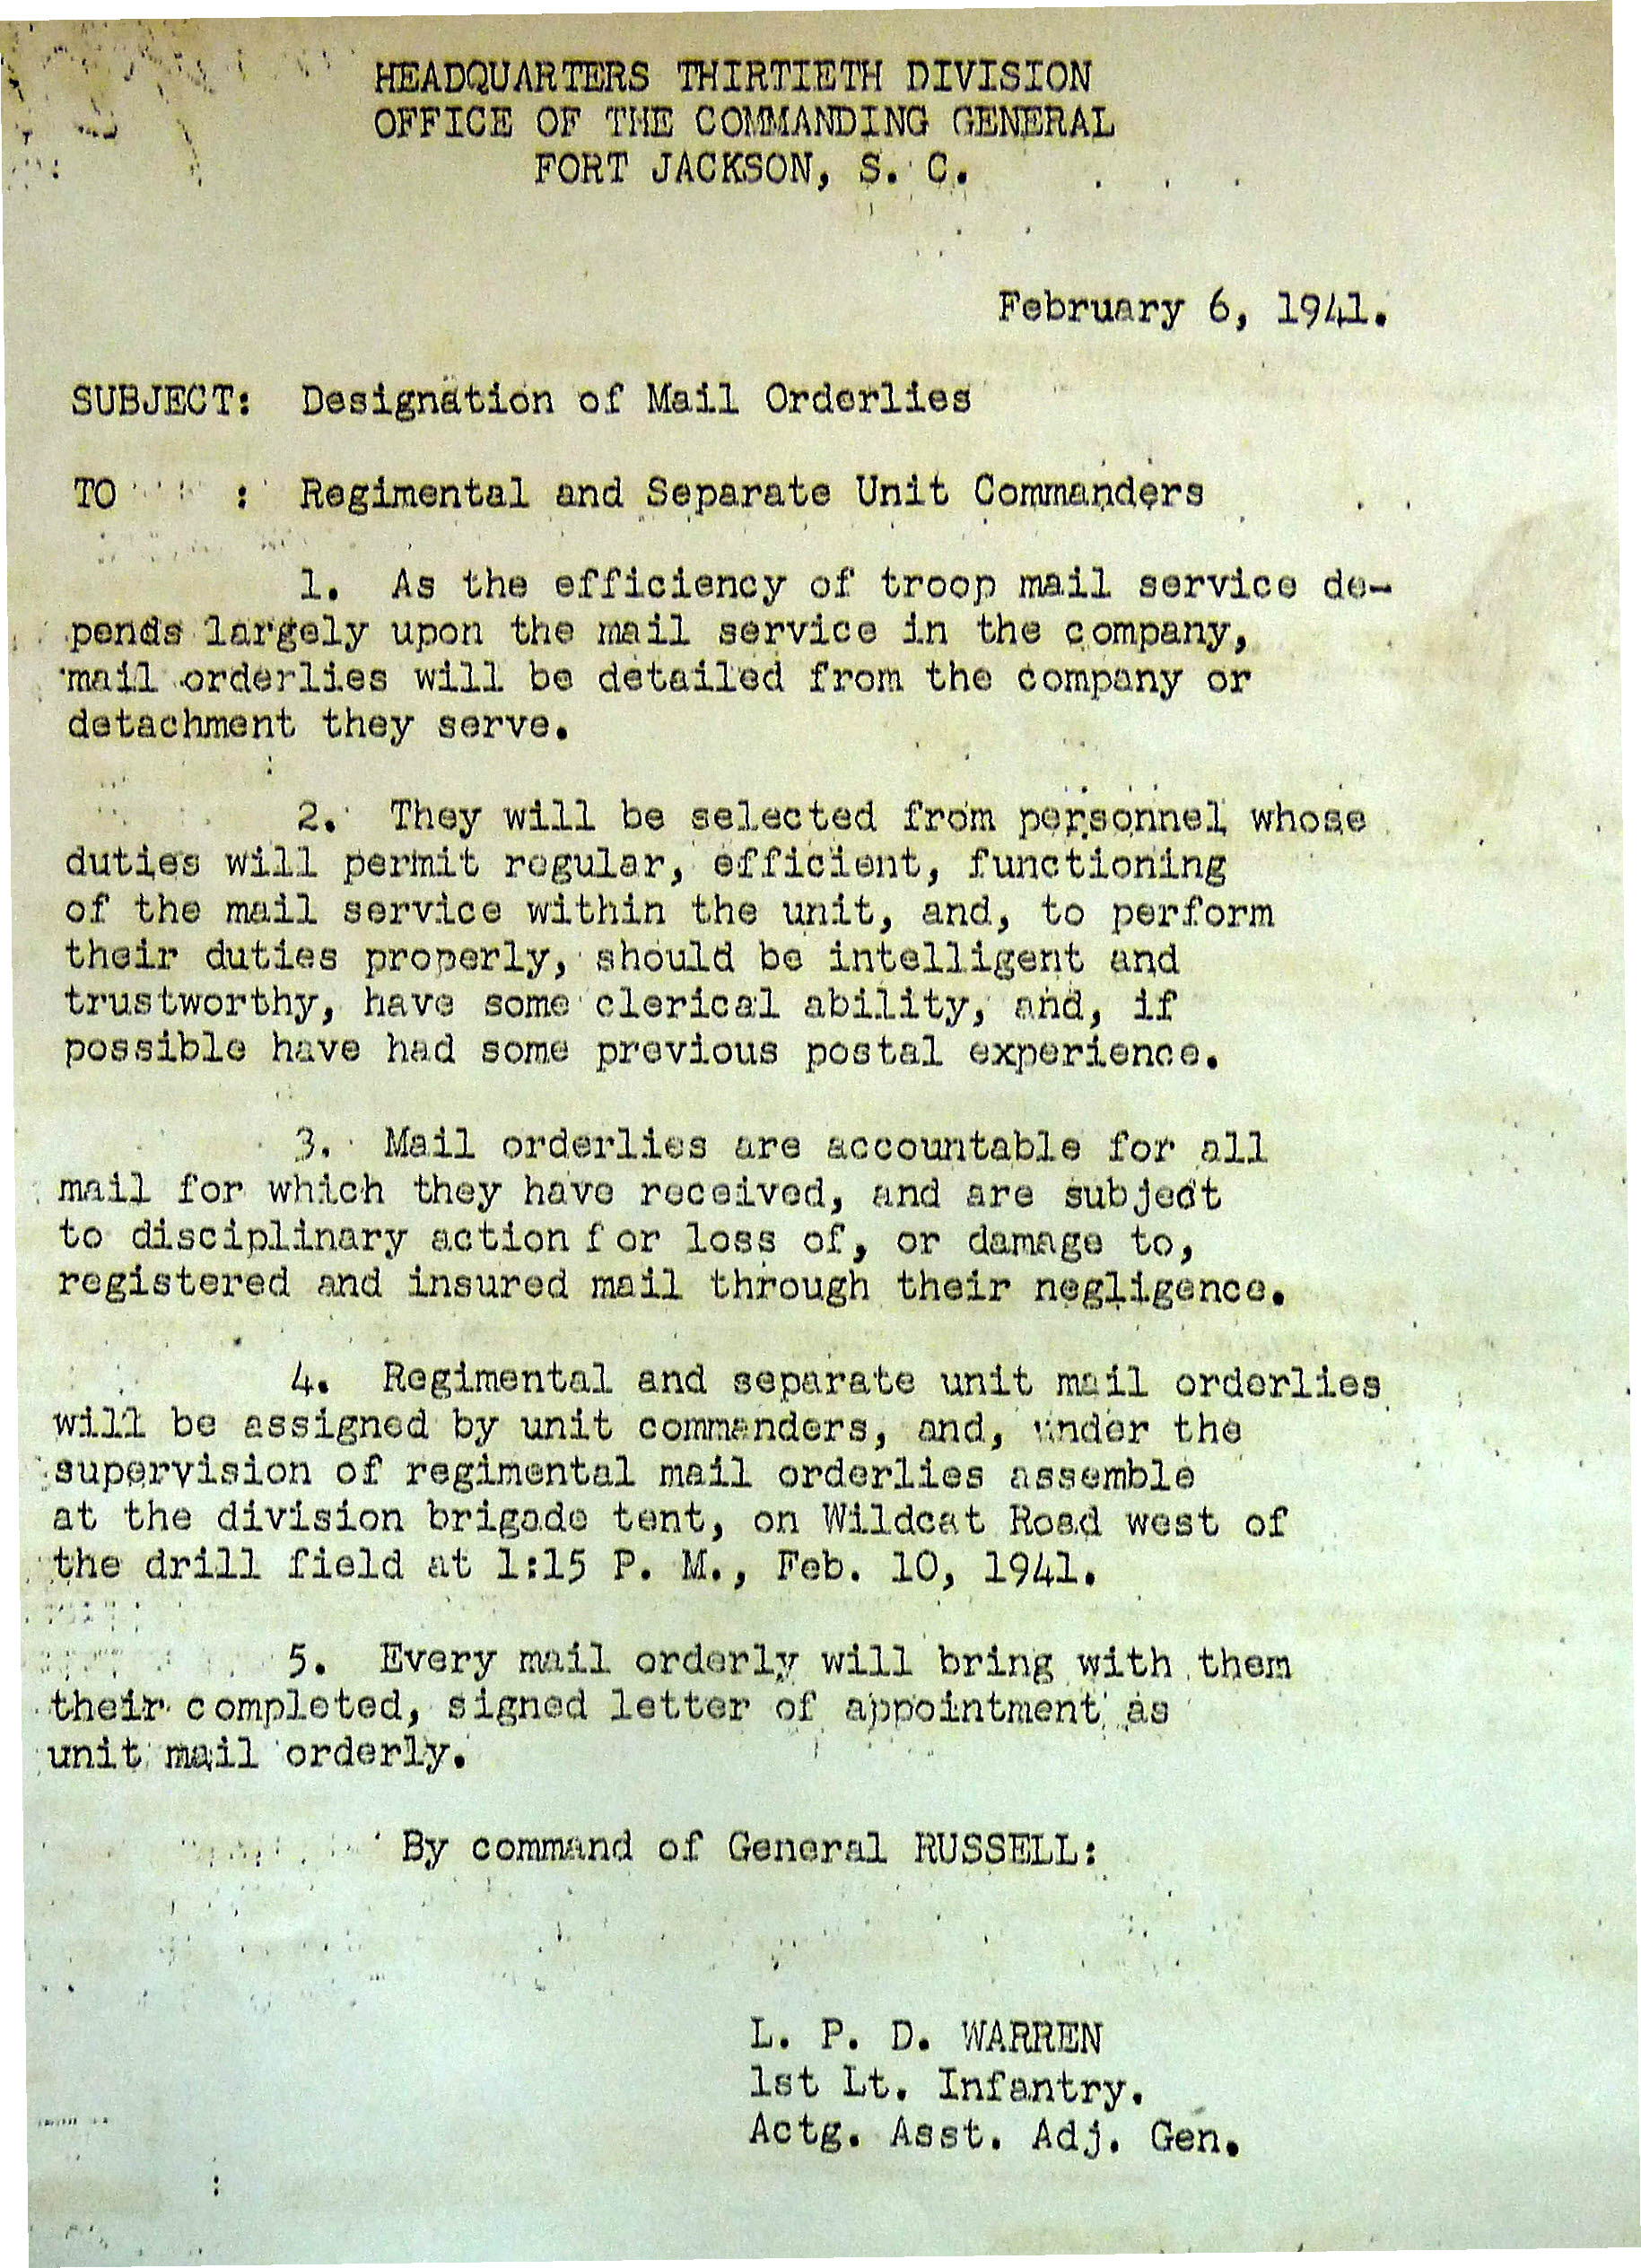 HEADQUARTERS THIRTIETH DIVISION
OFFICE OF THE COMMANDING GENERAL
FORT JACKSON, S. C.
February 6, 1941.
SUBJECT: Designation of Mail Orderlies
TO : Regimental and Separate Unit Commanders
1. As the efficiency of troop mail service de-
pends largely upon the mail service in the company,
mail orderlies will be detailed from the company or
detachment they serve.
2. They will be selected from personnel whose
duties will permit regular, efficient, functioning
of the mail service within the unit, and, to perform
their duties properly, should be intelligent and
trustworthy, have some clerical ability, and, if
possible have had some previous postal experience.
3. Mail orderlies are accountable for all
mail for which they have received, and are subject
to disciplinary action for loss of, or damage to,
registered and insured mail through their negligence.
4. Regimental and separate unit mail orderlies
will be assigned by unit commanders, and, under the
supervision of regimental mail orderlies assemble
at the division brigade tent, on Wildcat Road west of
the drill field at 1:15 P. M., Feb. 10, 1941.
5. Every mail orderly will bring with them
their completed, signed letter of appointment as
unit mail orderly.
By command of General RUSSELL:
L. P. D. WARREN
1st Lt. Infantry.
Actg. Asst. Adj. Gen.